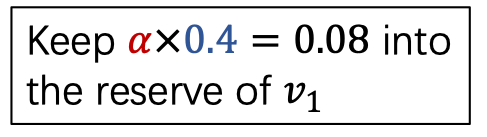 Keep α×0.4 = 0.08 into
the reserve of v₁